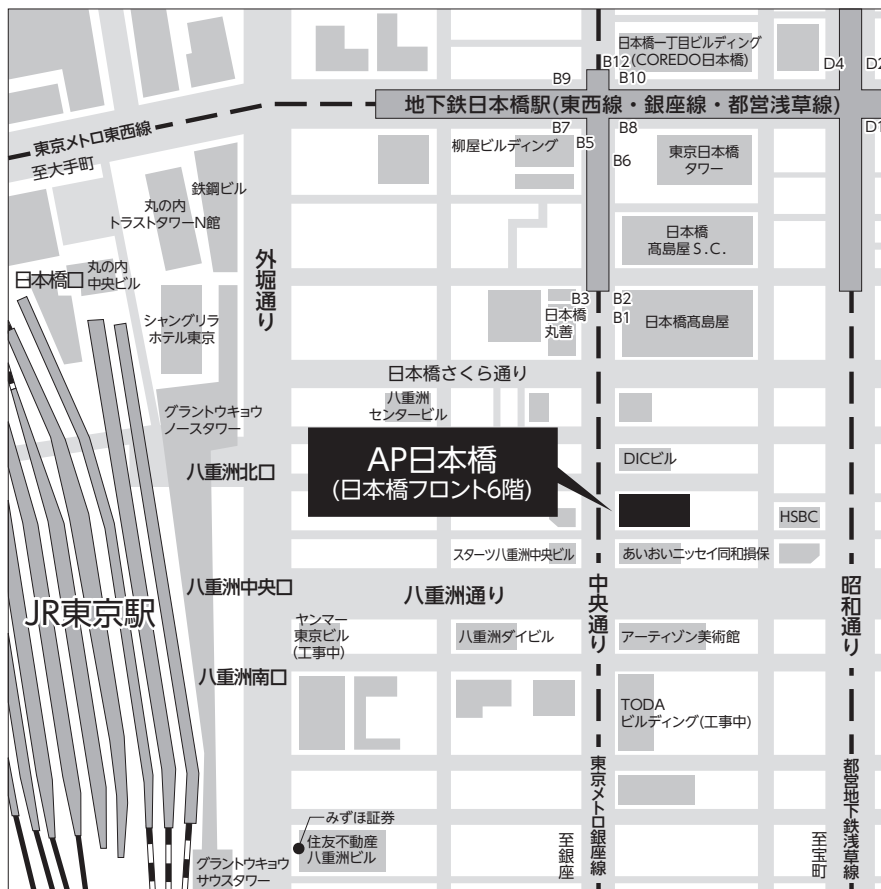 日本橋一丁目ビルディング
(COREDO日本橋)
B12
B9
B10
D4
D2
地下鉄日本橋駅(東西線・銀座線・都営浅草線)
B7
B8
D1
B5
B6
東京メトロ東西線
至大手町
柳屋ビルディング
東京日本橋
タワー
鉄鋼ビル
丸の内
トラストタワーN館
日本橋
髙島屋S.C.
外堀通り
日本橋口
丸の内
中央ビル
シャングリラ
ホテル東京
B3
B2
B1
日本橋
丸善
日本橋髙島屋
日本橋さくら通り
八重洲
センタービル
グラントウキョウ
ノースタワー
八重洲北口
AP日本橋
(日本橋フロント6階)
DICビル
HSBC
スターツ八重洲中央ビル
あいおいニッセイ同和損保
八重洲中央口
八重洲通り
中央通り
昭和通り
JR東京駅
ヤンマー
東京ビル
(工事中)
八重洲ダイビル
アーティゾン美術館
八重洲南口
TODA
ビルディング(工事中)
東京メトロ銀座線
至銀座
都営地下鉄浅草線
至宝町
みずほ証券
住友不動産
八重洲ビル
グラントウキョウ
サウスタワー